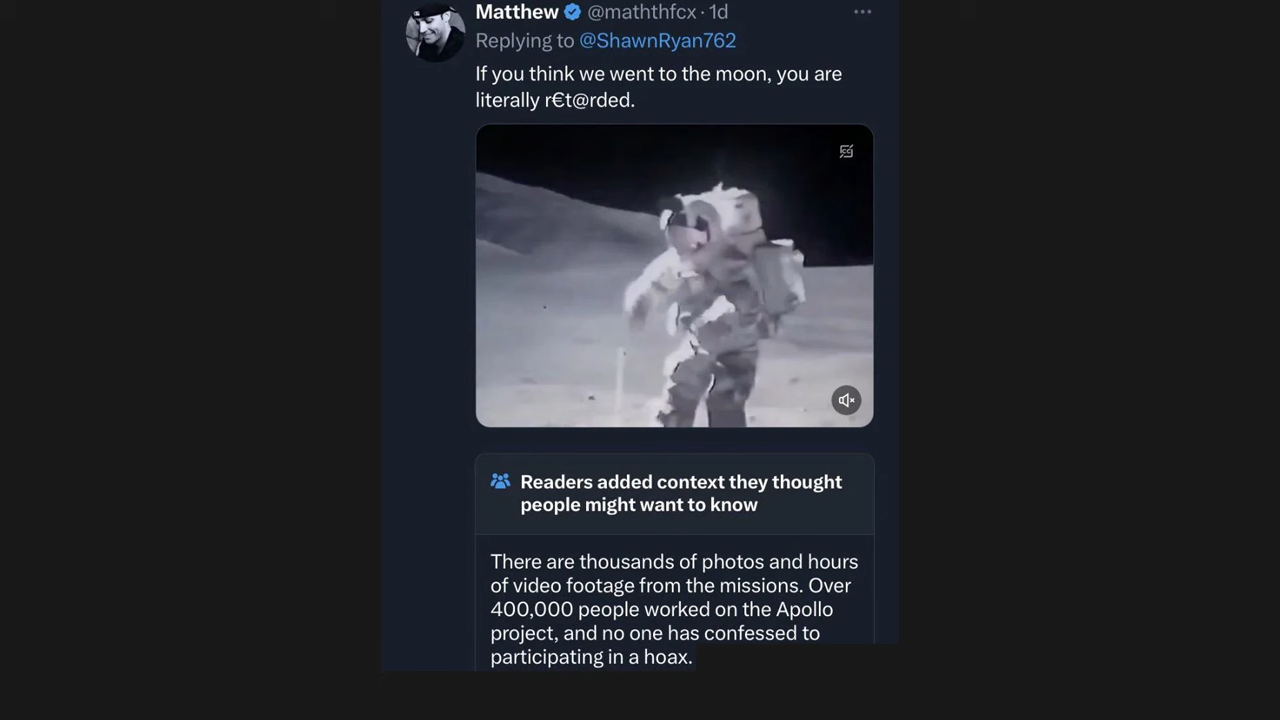 Matthew @maththfcx · 1d
Replying to @ShawnRyan762
If you think we went to the moon, you are
literally r€t@rded.
Readers added context they thought
people might want to know
There are thousands of photos and hours
of video footage from the missions. Over
400,000 people worked on the Apollo
project, and no one has confessed to
participating in a hoax.